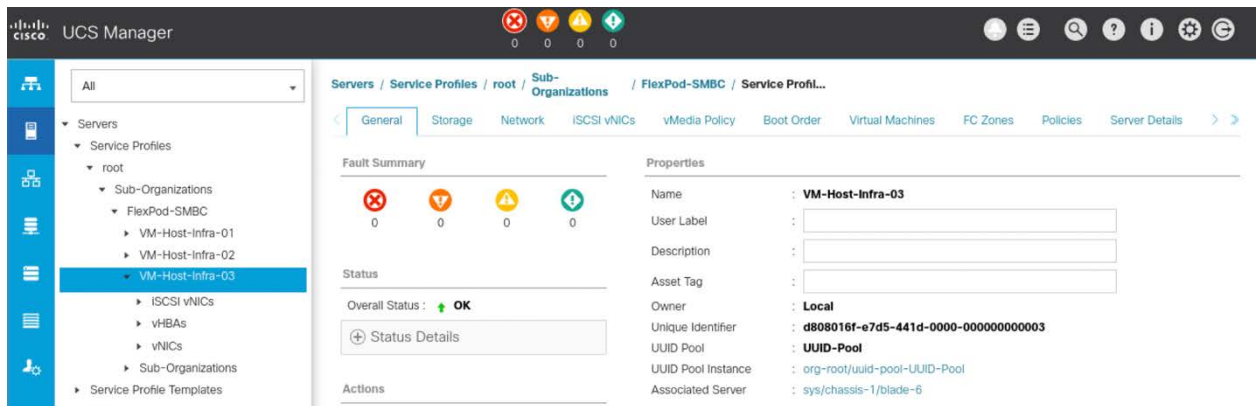 cisco UCS Manager
0 0 0 0
All
Servers
Service Profiles
root
Sub-Organizations
FlexPod-SMBC
VM-Host-Infra-01
VM-Host-Infra-02
VM-Host-Infra-03
iSCSI vNICs
vHBAs
vNICs
Sub-Organizations
Service Profile Templates
Servers / Service Profiles / root / Sub-
Organizations / FlexPod-SMBC / Service Profil...
General Storage Network iSCSI vNICs vMedia Policy Boot Order Virtual Machines FC Zones Policies Server Details
Fault Summary
0 0 0 0
Status
Overall Status : OK
Status Details
Actions
Properties
Name : VM-Host-Infra-03
User Label :
Description :
Asset Tag :
Owner : Local
Unique Identifier : d808016f-e7d5-441d-0000-000000000003
UUID Pool : UUID-Pool
UUID Pool Instance : org-root/uuid-pool-UUID-Pool
Associated Server : sys/chassis-1/blade-6